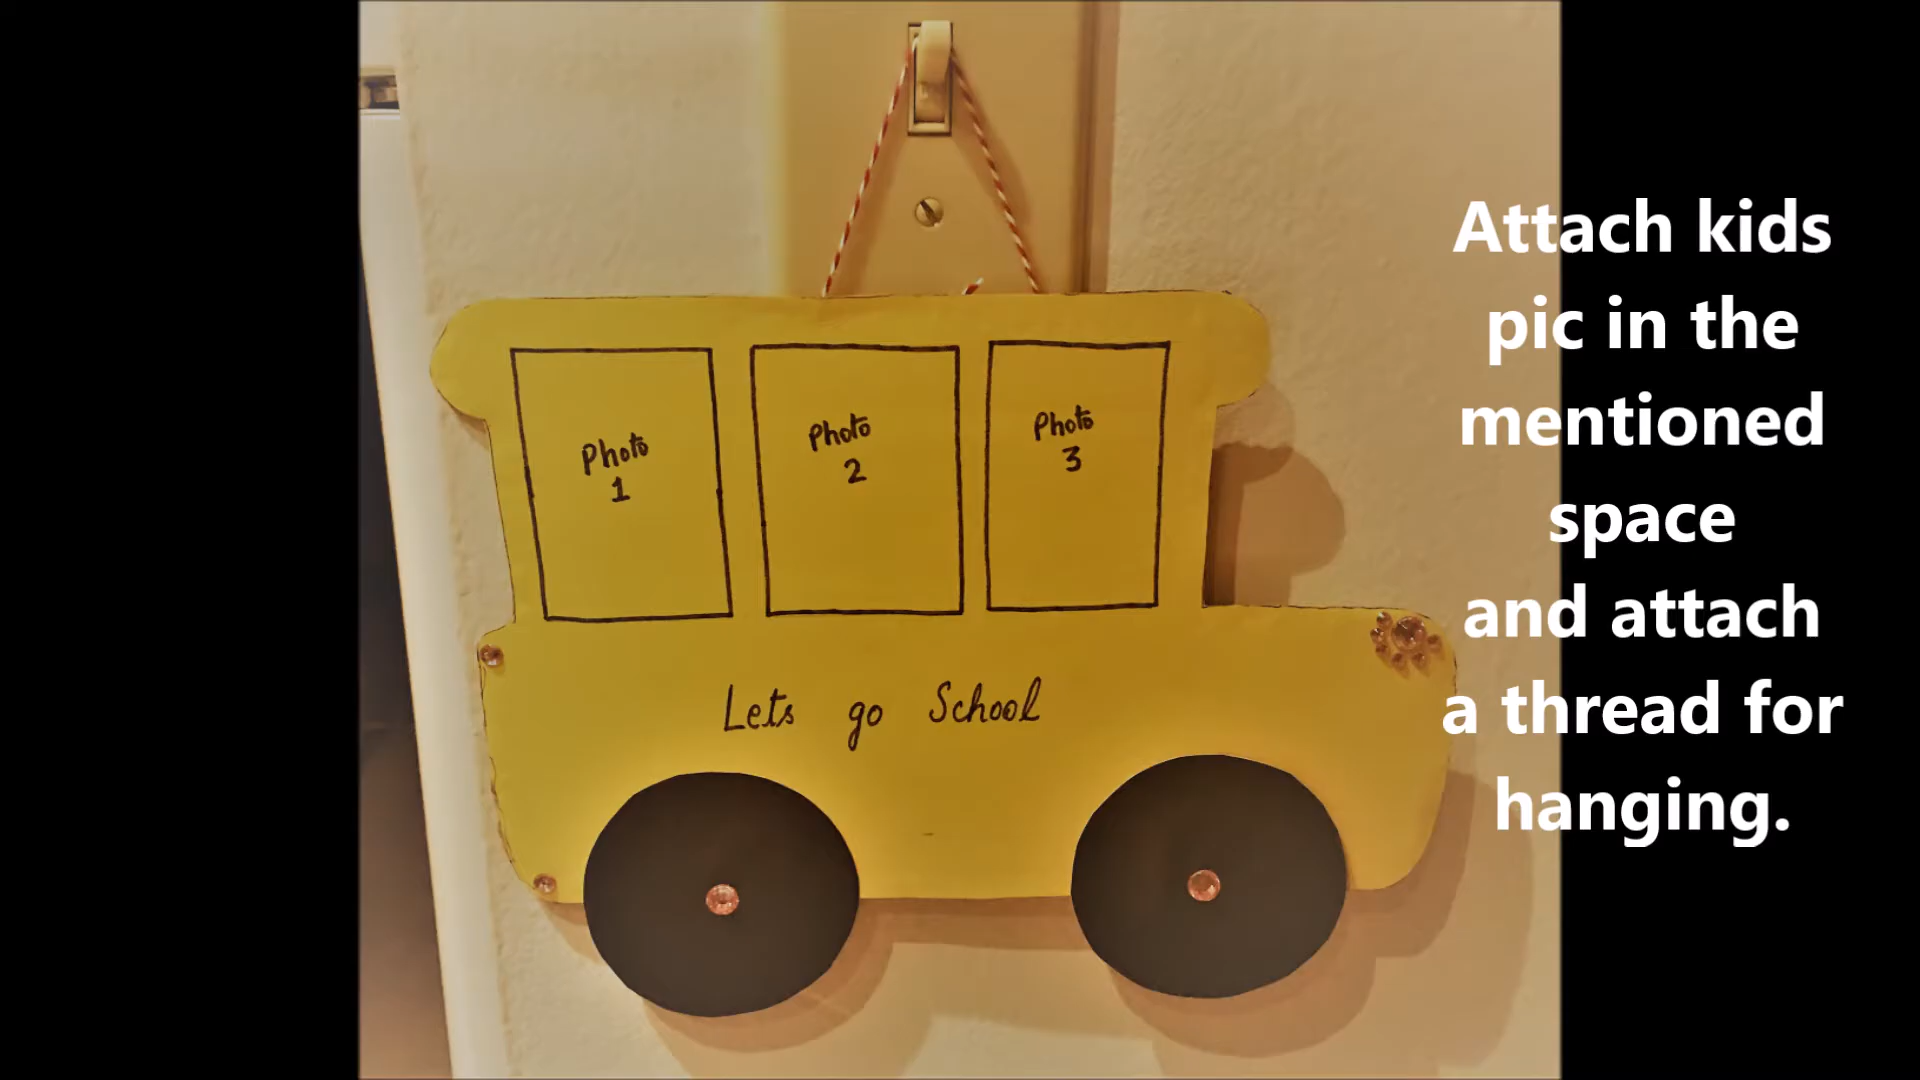 Photo
1
Photo
2
Photo
3
Lets go School
Attach kids
pic in the
mentioned
space
and attach
a thread for
hanging.